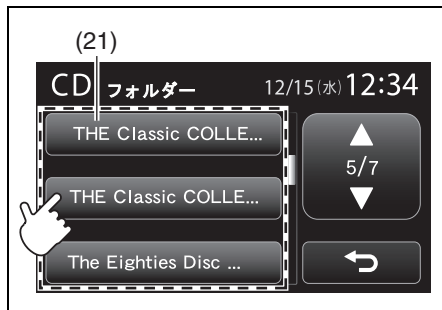 (21)
CD フォルダー 12/15(水)12:34
THE Classic COLLE...
5/7
THE Classic COLLE...
The Eighties Disc ...